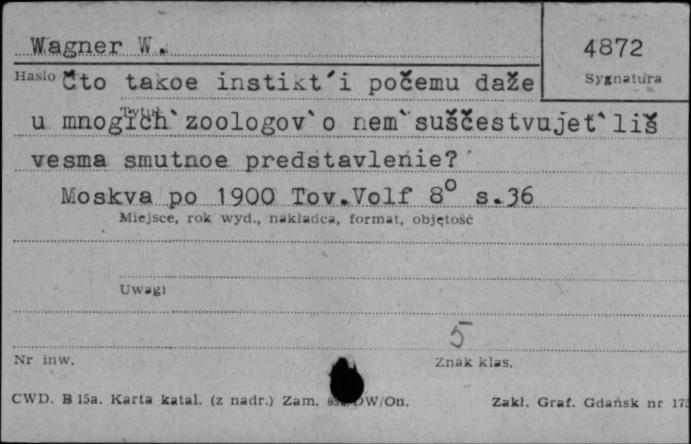 Wagner W.
4872
Hasło Čto takoe instikt´i počemu daže
Sygnatura
Tytuł
u mnogich`zoologov`o nem`suščestvujet`liš
vesma smutnoe predstavlenie?
Moskva po 1900 Tov.Volf 8° s.36
Miejsce, rok wyd., nakładca, format, objętość
Uwagi
5
Nr inw.
Znak klas.
CWD. B 15a. Karta katal. (z nadr.) Zam. DW/On.
Zakł. Graf. Gdańsk nr